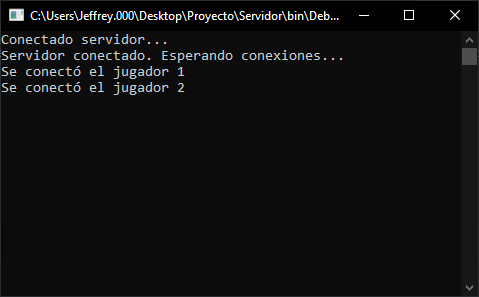 C:\Users\Jeffrey.000\Desktop\Proyecto\Servidor\bin\Deb...
Conectado servidor...
Servidor conectado. Esperando conexiones...
Se conectó el jugador 1
Se conectó el jugador 2